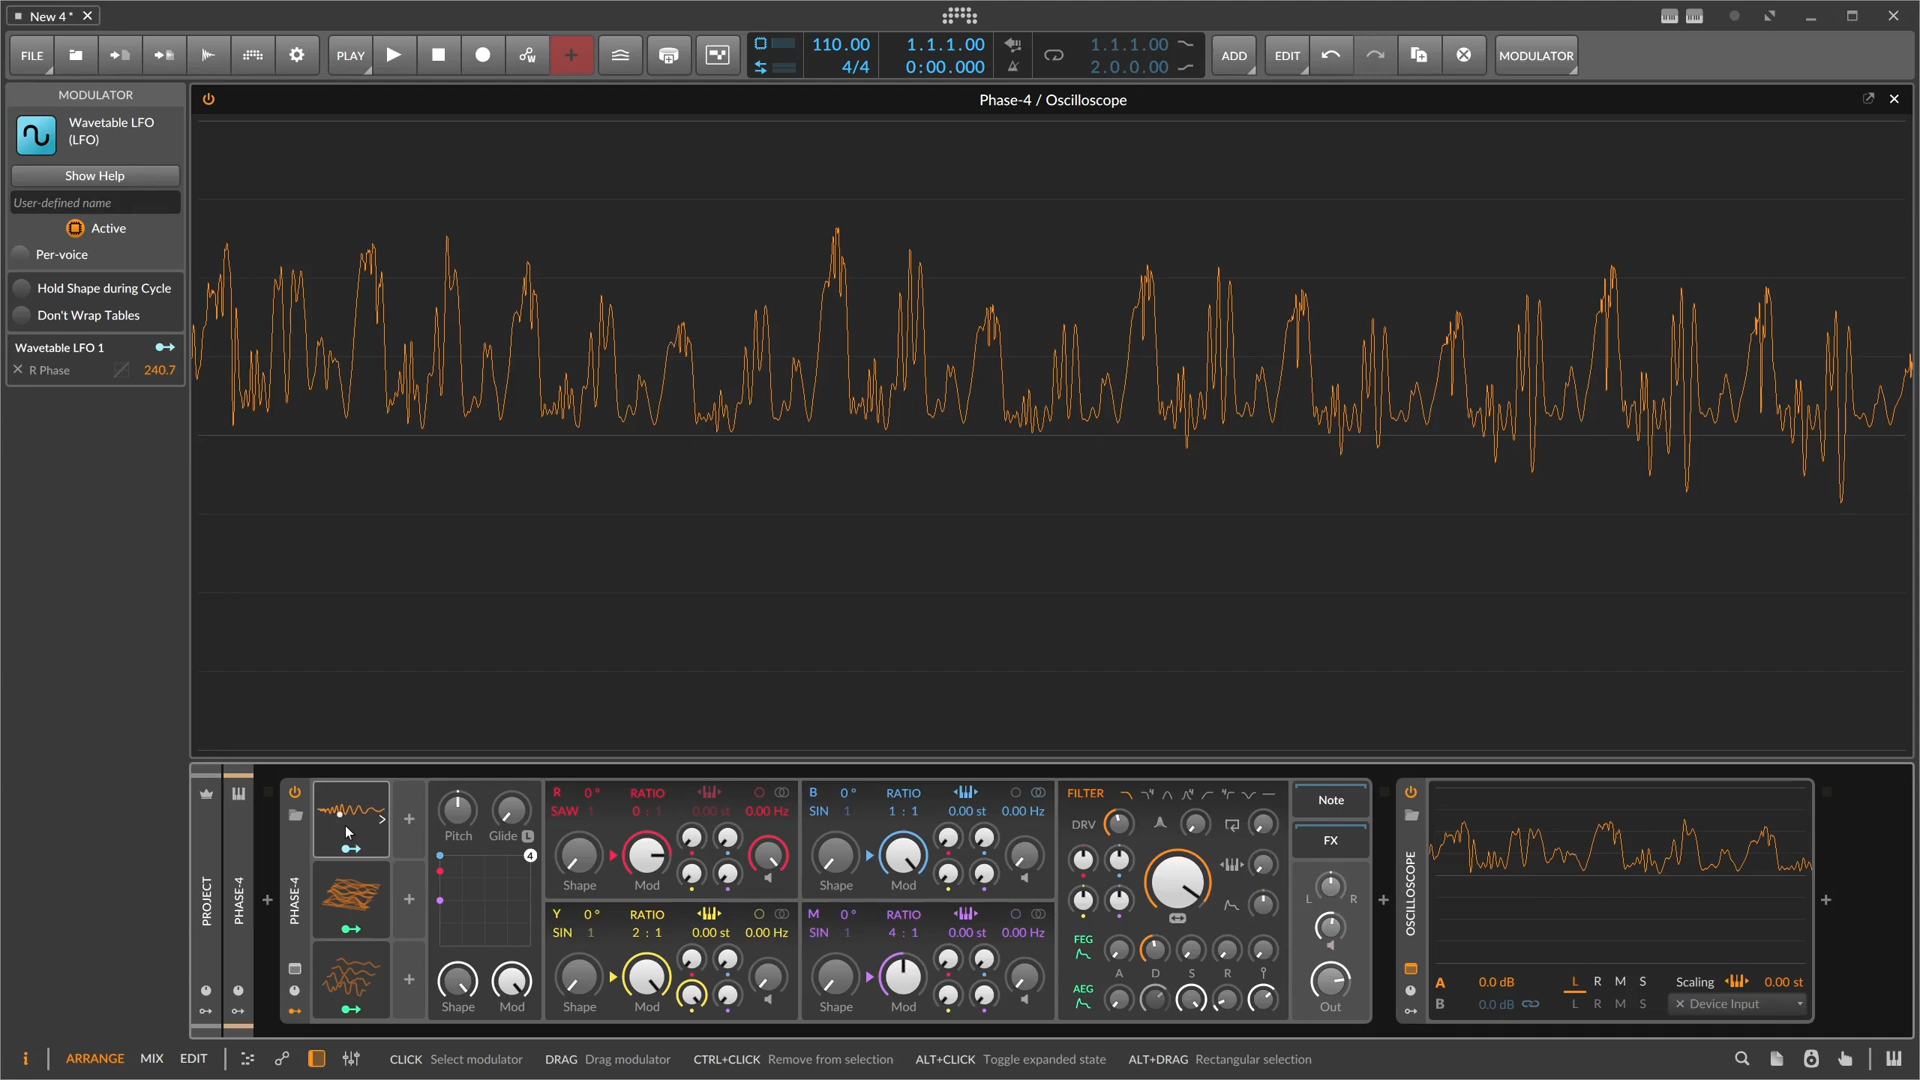 New 4 *
FILE
PLAY
110.00
4/4
1.1.1.00
0:00.000
1.1.1.00
2.0.0.00
ADD
EDIT
MODULATOR
MODULATOR
Wavetable LFO
(LFO)
Show Help
User-defined name
Active
Per-voice
Hold Shape during Cycle
Don't Wrap Tables
Wavetable LFO 1
R Phase
240.7
Phase-4 / Oscilloscope
PROJECT
PHASE-4
PHASE-4
Pitch
Glide
L
4
Shape
Mod
R
0 °
RATIO
SAW
1
0 : 1
0.00 st
0.00 Hz
Shape
Mod
B
0 °
RATIO
SIN
1
1 : 1
0.00 st
0.00 Hz
Shape
Mod
Y
0 °
RATIO
SIN
1
2 : 1
0.00 st
0.00 Hz
Shape
Mod
M
0 °
RATIO
SIN
1
4 : 1
0.00 st
0.00 Hz
Shape
Mod
FILTER
DRV
FEG
A
D
S
R
AEG
Note
FX
L
R
Out
OSCILLOSCOPE
A
0.0 dB
L R M S
Scaling
0.00 st
B
0.0 dB
L R M S
Device Input
ARRANGE
MIX
EDIT
CLICK Select modulator
DRAG Drag modulator
CTRL+CLICK Remove from selection
ALT+CLICK Toggle expanded state
ALT+DRAG Rectangular selection